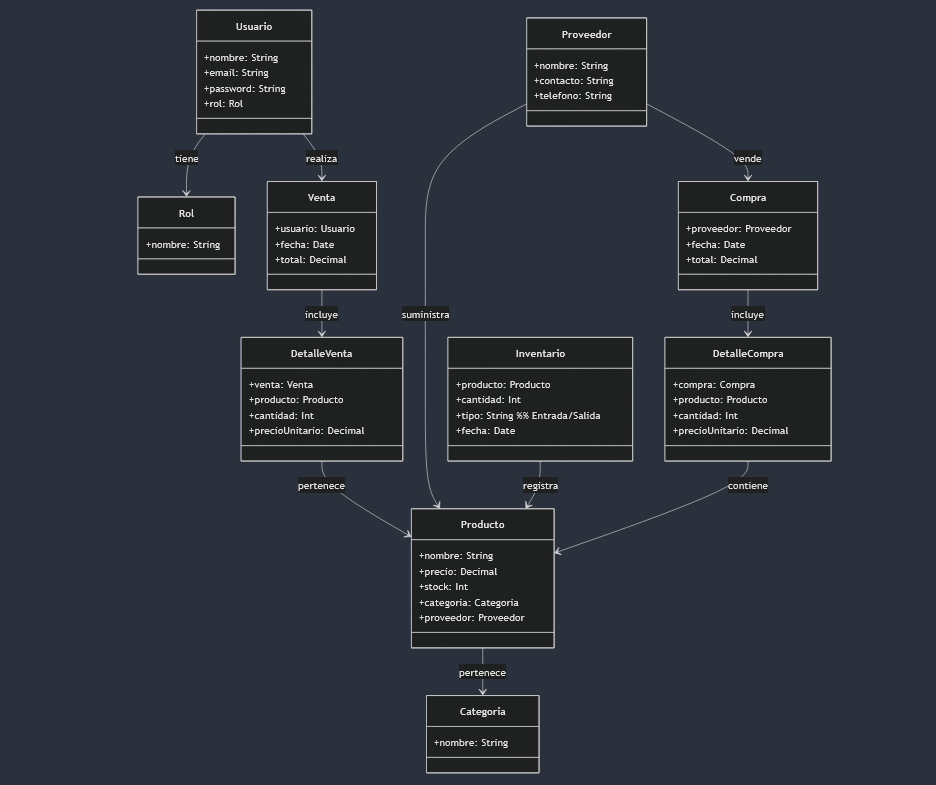 Usuario
+nombre: String
+email: String
+password: String
+rol: Rol
Proveedor
+nombre: String
+contacto: String
+telefono: String
tiene
realiza
vende
Rol
+nombre: String
Venta
+usuario: Usuario
+fecha: Date
+total: Decimal
Compra
+proveedor: Proveedor
+fecha: Date
+total: Decimal
incluye
suministra
incluye
DetalleVenta
+venta: Venta
+producto: Producto
+cantidad: Int
+precioUnitario: Decimal
Inventario
+producto: Producto
+cantidad: Int
+tipo: String %% Entrada/Salida
+fecha: Date
DetalleCompra
+compra: Compra
+producto: Producto
+cantidad: Int
+precioUnitario: Decimal
pertenece
registra
contiene
Producto
+nombre: String
+precio: Decimal
+stock: Int
+categoria: Categoria
+proveedor: Proveedor
pertenece
Categoria
+nombre: String